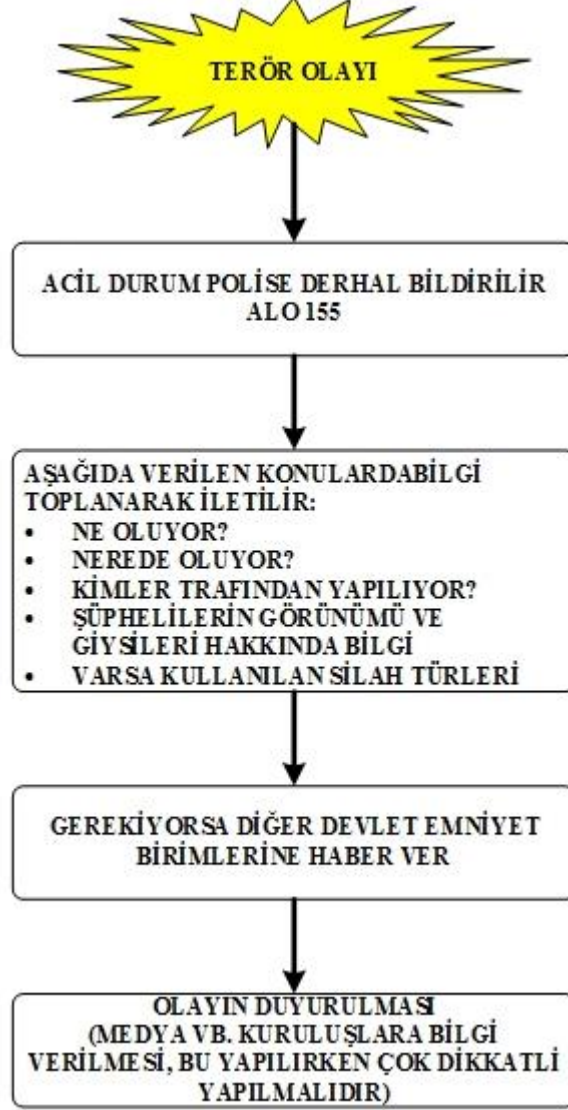 TERÖR OLAYI
ACİL DURUM POLİSE DERHAL BİLDİRİLİR
ALO 155
AŞAĞIDA VERİLEN KONULARDABİLGİ
TOPLANARAK İLETİLİR:
• NE OLUYOR?
• NEREDE OLUYOR?
• KİMLER TRAFINDAN YAPILIYOR?
• ŞÜPHELİLERİN GÖRÜNÜMÜ VE
GİYSİLERİ HAKKINDA BİLGİ
• VARSA KULLANILAN SİLAH TÜRLERİ
GEREKİYORSA DİĞER DEVLET EMNİYET
BİRİMLERİNE HABER VER
OLAYIN DUYURULMASI
(MEDYA VB. KURULUŞLARA BİLGİ
VERİLMESİ, BU YAPILIRKEN ÇOK DİKKATLİ
YAPILMALIDIR)